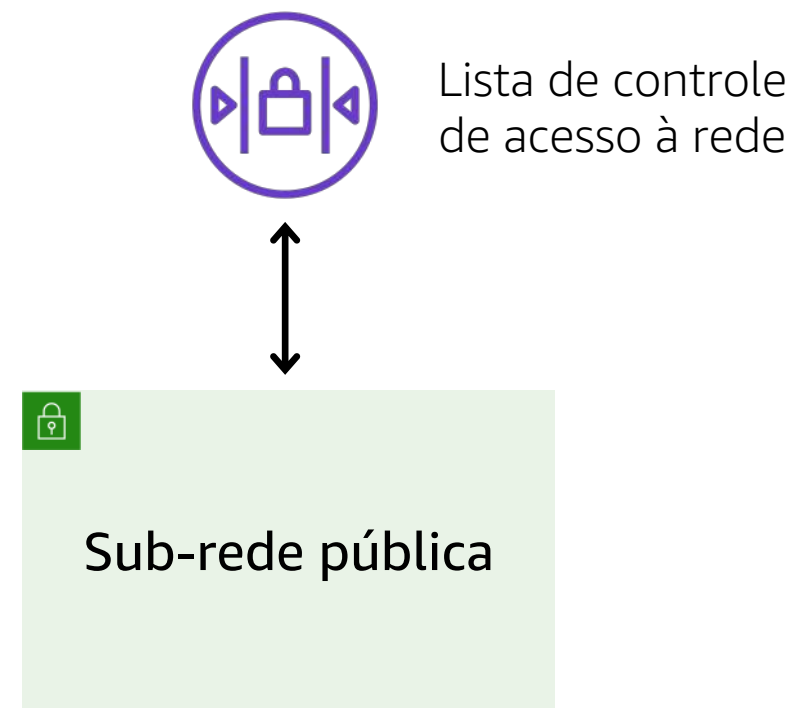 Lista de controle
de acesso à rede
Sub-rede pública